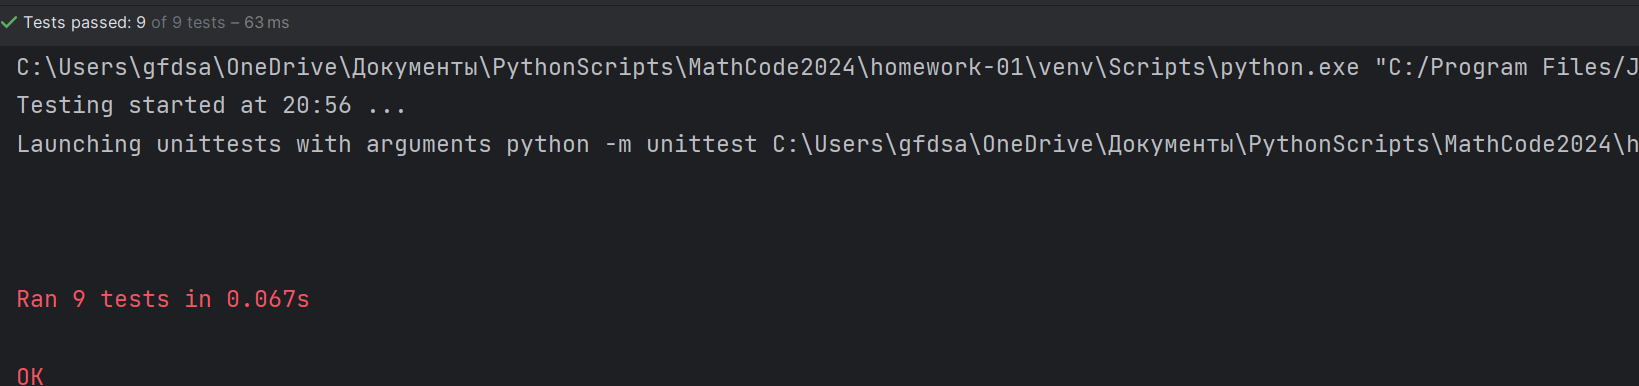 Tests passed: 9 of 9 tests – 63 ms
C:\Users\gfdsa\OneDrive\Документы\PythonScripts\MathCode2024\homework-01\venv\Scripts\python.exe "C:/Program Files/J
Testing started at 20:56 ...
Launching unittests with arguments python -m unittest C:\Users\gfdsa\OneDrive\Документы\PythonScripts\MathCode2024\h
Ran 9 tests in 0.067s
OK